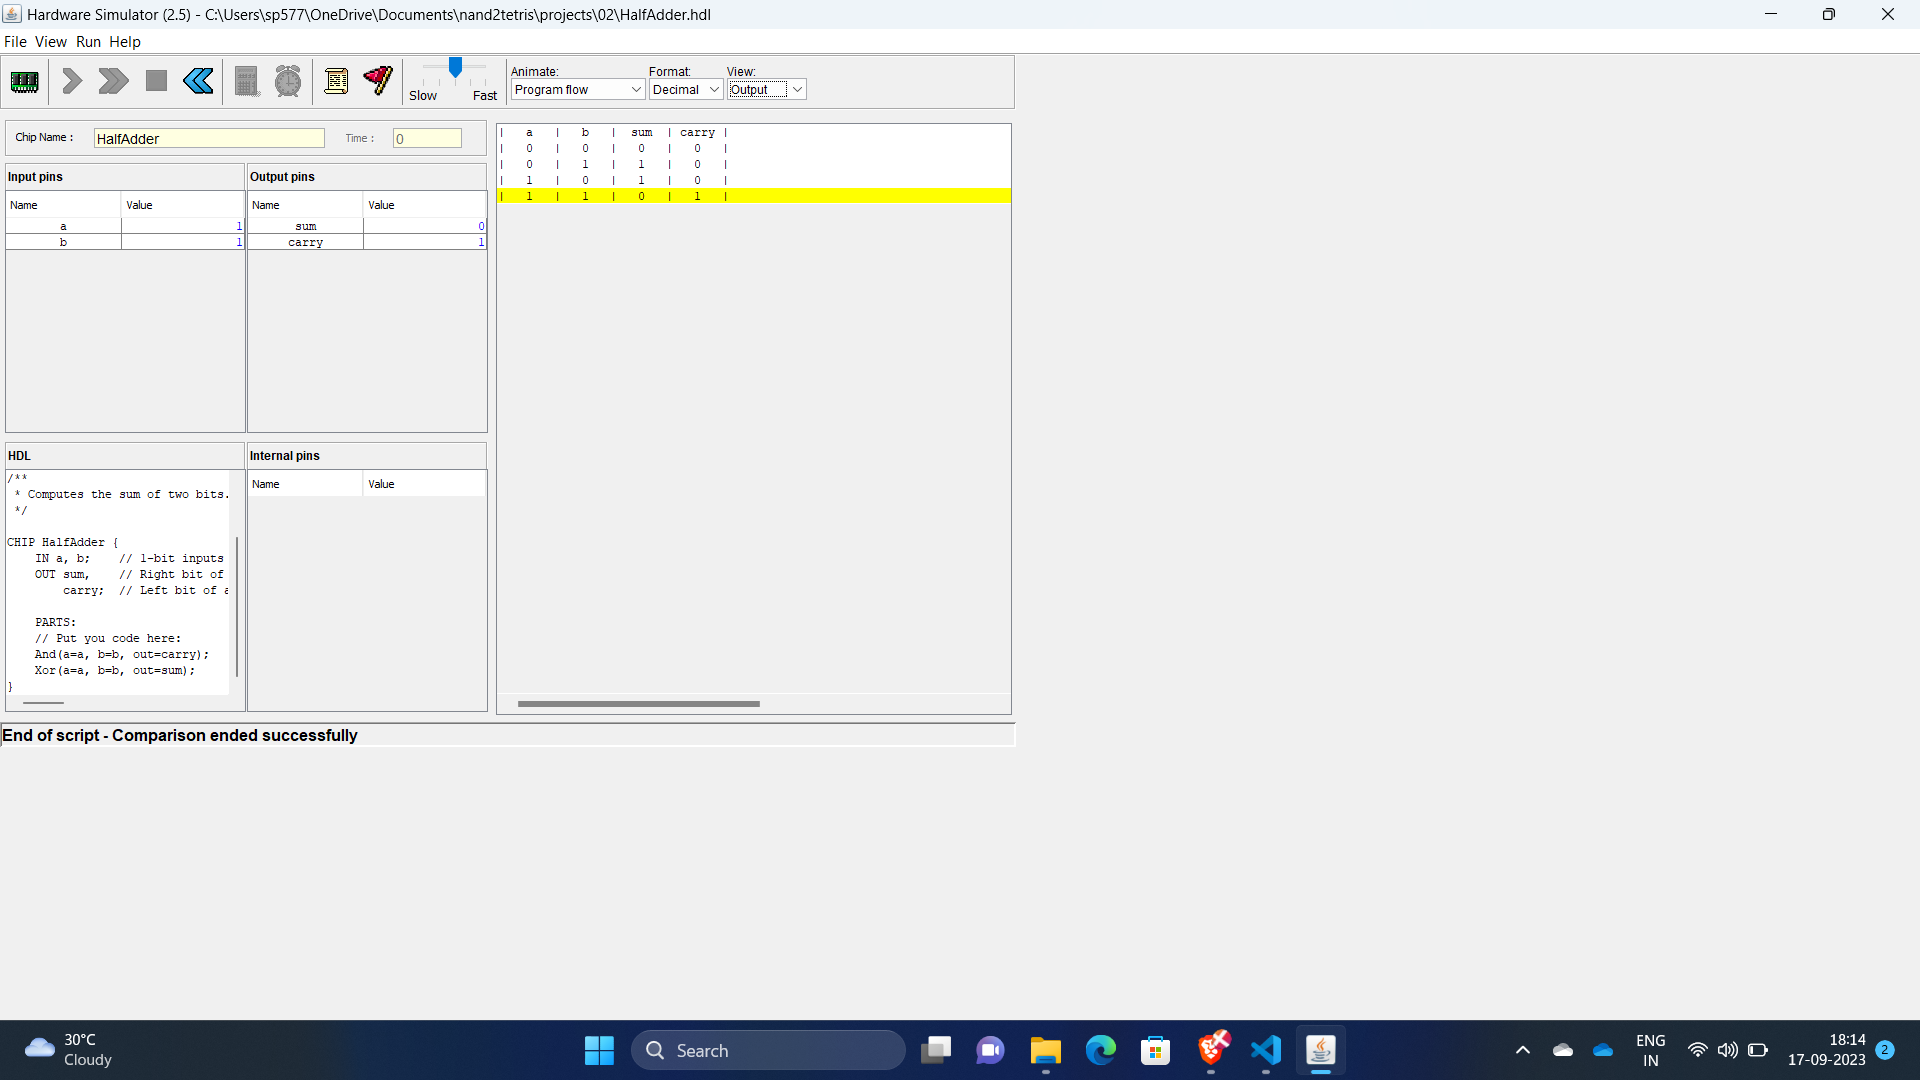 Hardware Simulator (2.5) - C:\Users\sp577\OneDrive\Documents\nand2tetris\projects\02\HalfAdder.hdl
File View Run Help
Slow Fast
Animate: Format: View:
Program flow Decimal Output
Chip Name : HalfAdder Time : 0
Input pins Output pins
Name Value Name Value
a 1 sum 0
b 1 carry 1
| a | b | sum | carry |
| 0 | 0 | 0 | 0 |
| 0 | 1 | 1 | 0 |
| 1 | 0 | 1 | 0 |
| 1 | 1 | 0 | 1 |
HDL
/**
* Computes the sum of two bits.
*/
CHIP HalfAdder {
IN a, b; // 1-bit inputs
OUT sum, // Right bit of
carry; // Left bit of a
PARTS:
// Put you code here:
And(a=a, b=b, out=carry);
Xor(a=a, b=b, out=sum);
}
Internal pins
Name Value
End of script - Comparison ended successfully
30°C
Cloudy
Search
ENG
IN
18:14
17-09-2023
2